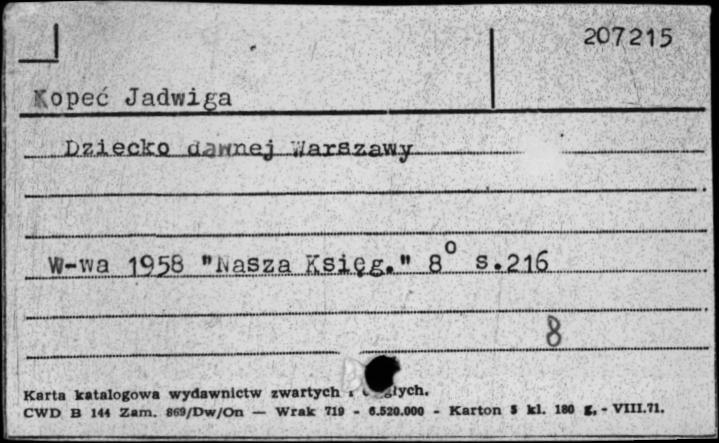 207215
Kopeć Jadwiga
Dziecko dawnej Warszawy
W-wa 1958 "Nasza Księg." 8° s.216
8
Karta katalogowa wydawnictw zwartych i
CWD B 144 Zam. 869/Dw/On — Wrak 719 - 6.520.000 - Karton 5 kl. 180 g. - VIII.71.